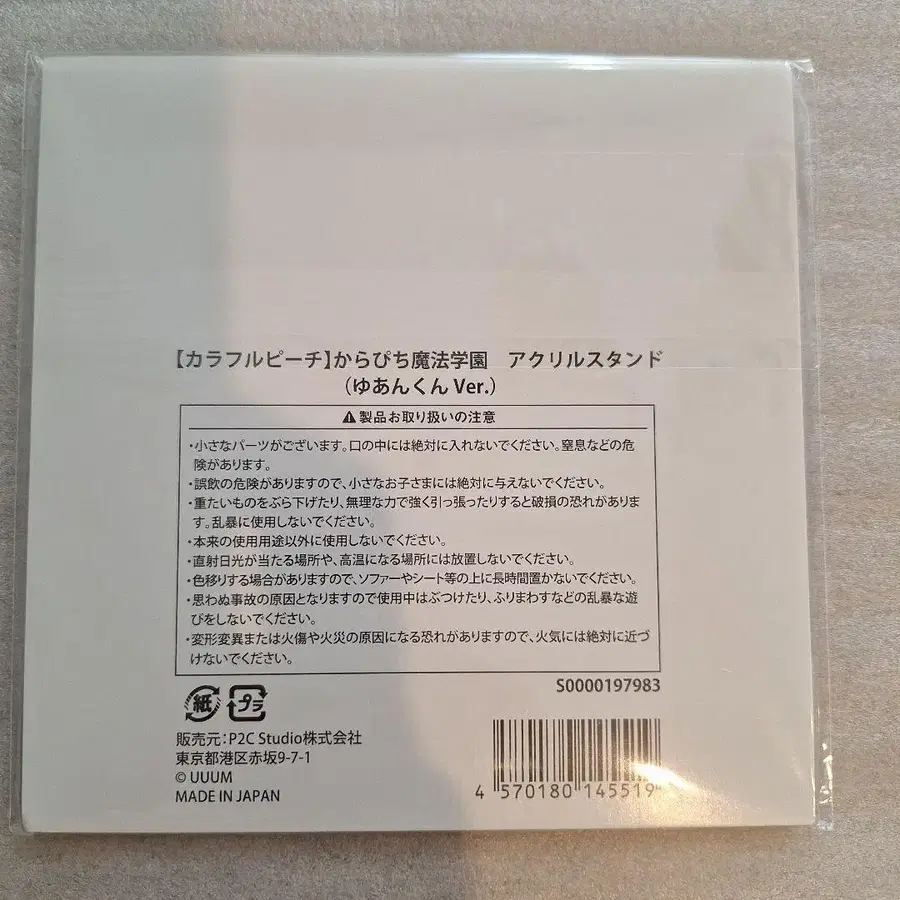 【カラフルピーチ】からぴち魔法学園　アクリルスタンド
（ゆあんくん Ver.）
⚠製品お取り扱いの注意
・小さなパーツがございます。口の中には絶対に入れないでください。窒息などの危
険があります。
・誤飲の危険がありますので、小さなお子さまには絶対に与えないでください。
・重たいものをぶら下げたり、無理な力で強く引っ張ったりすると破損の恐れがありま
す。乱暴に使用しないでください。
・本来の使用用途以外に使用しないでください。
・直射日光が当たる場所や、高温になる場所には放置しないでください。
・色移りする場合がありますので、ソファーやシート等の上に長時間置かないでください。
・思わぬ事故の原因となりますので使用中はぶつけたり、ふりまわすなどの乱暴な遊
びをしないでください。
・変形変異または火傷や火災の原因になる恐れがありますので、火気には絶対に近づ
けないでください。
S0000197983
紙 プラ
販売元：P2C Studio株式会社
東京都港区赤坂9-7-1
© UUUM
MADE IN JAPAN
4 570180 145519